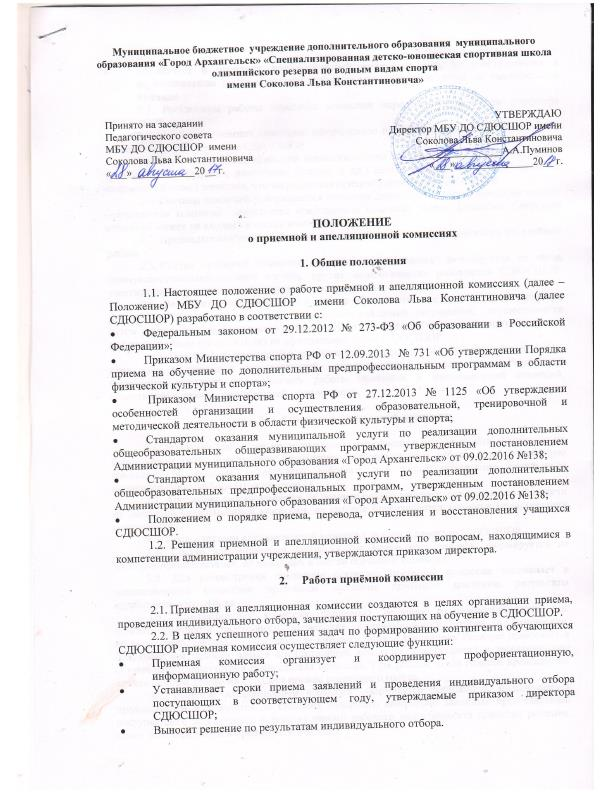 Муниципальное бюджетное учреждение дополнительного образования муниципального
образования «Город Архангельск» «Специализированная детско-юношеская спортивная школа
олимпийского резерва по водным видам спорта
имени Соколова Льва Константиновича»
Принято на заседании
Педагогического совета
МБУ ДО СДЮСШОР имени
Соколова Льва Константиновича
«28» августа 2017г.
УТВЕРЖДАЮ
Директор МБУ ДО СДЮСШОР имени
Соколова Льва Константиновича
А.А.Пуминов
« » августа 2017г.
ПОЛОЖЕНИЕ
о приемной и апелляционной комиссиях
1. Общие положения
1.1. Настоящее положение о работе приёмной и апелляционной комиссиях (далее –
Положение) МБУ ДО СДЮСШОР имени Соколова Льва Константиновича (далее
СДЮСШОР) разработано в соответствии с:
• Федеральным законом от 29.12.2012 № 273-ФЗ «Об образовании в Российской
Федерации»;
• Приказом Министерства спорта РФ от 12.09.2013 № 731 «Об утверждении Порядка
приема на обучение по дополнительным предпрофессиональным программам в области
физической культуры и спорта»;
• Приказом Министерства спорта РФ от 27.12.2013 № 1125 «Об утверждении
особенностей организации и осуществления образовательной, тренировочной и
методической деятельности в области физической культуры и спорта;
• Стандартом оказания муниципальной услуги по реализации дополнительных
общеобразовательных общеразвивающих программ, утвержденным постановлением
Администрации муниципального образования «Город Архангельск» от 09.02.2016 №138;
• Стандартом оказания муниципальной услуги по реализации дополнительных
общеобразовательных предпрофессиональных программ, утвержденным постановлением
Администрации муниципального образования «Город Архангельск» от 09.02.2016 №138;
• Положением о порядке приема, перевода, отчисления и восстановления учащихся
СДЮСШОР.
1.2. Решения приемной и апелляционной комиссий по вопросам, находящимися в
компетенции администрации учреждения, утверждаются приказом директора.
2. Работа приёмной комиссии
2.1. Приемная и апелляционная комиссии создаются в целях организации приема,
проведения индивидуального отбора, зачисления поступающих на обучение в СДЮСШОР.
2.2. В целях успешного решения задач по формированию контингента обучающихся
СДЮСШОР приемная комиссия осуществляет следующие функции:
• Приемная комиссия организует и координирует профориентационную,
информационную работу;
• Устанавливает сроки приема заявлений и проведения индивидуального отбора
поступающих в соответствующем году, утверждаемые приказом директора
СДЮСШОР;
• Выносит решение по результатам индивидуального отбора.